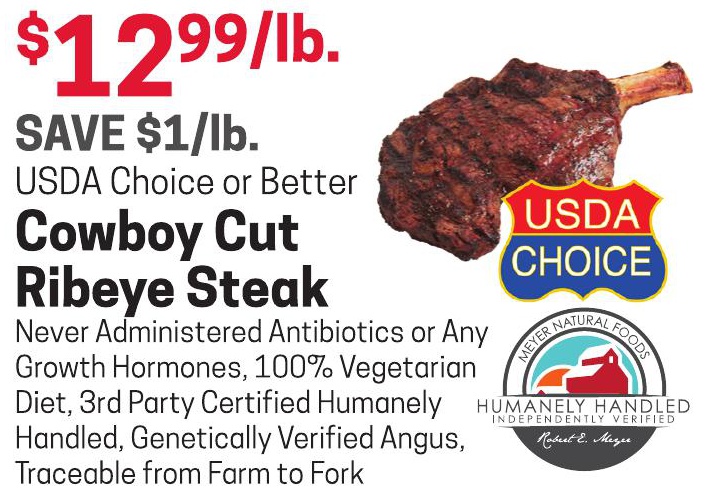 $12.99/lb.
SAVE $1/lb.
USDA Choice or Better
Cowboy Cut
Ribeye Steak
Never Administered Antibiotics or Any
Growth Hormones, 100% Vegetarian
Diet, 3rd Party Certified Humanely
Handled, Genetically Verified Angus,
Traceable from Farm to Fork
USDA
CHOICE
MEYER NATURAL FOODS
HUMANELY HANDLED
INDEPENDENTLY VERIFIED
Robert E. Meyer